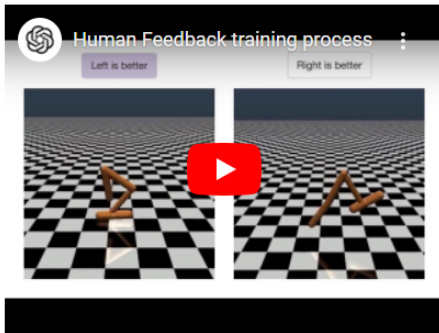 Human Feedback training process
Left is better
Right is better